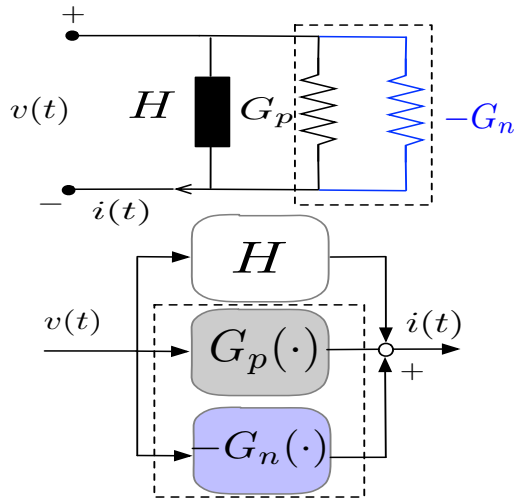 +
v(t) H G_p -G_n
−
i(t)
H
v(t) G_p(·) i(t)
+
-G_n(·)